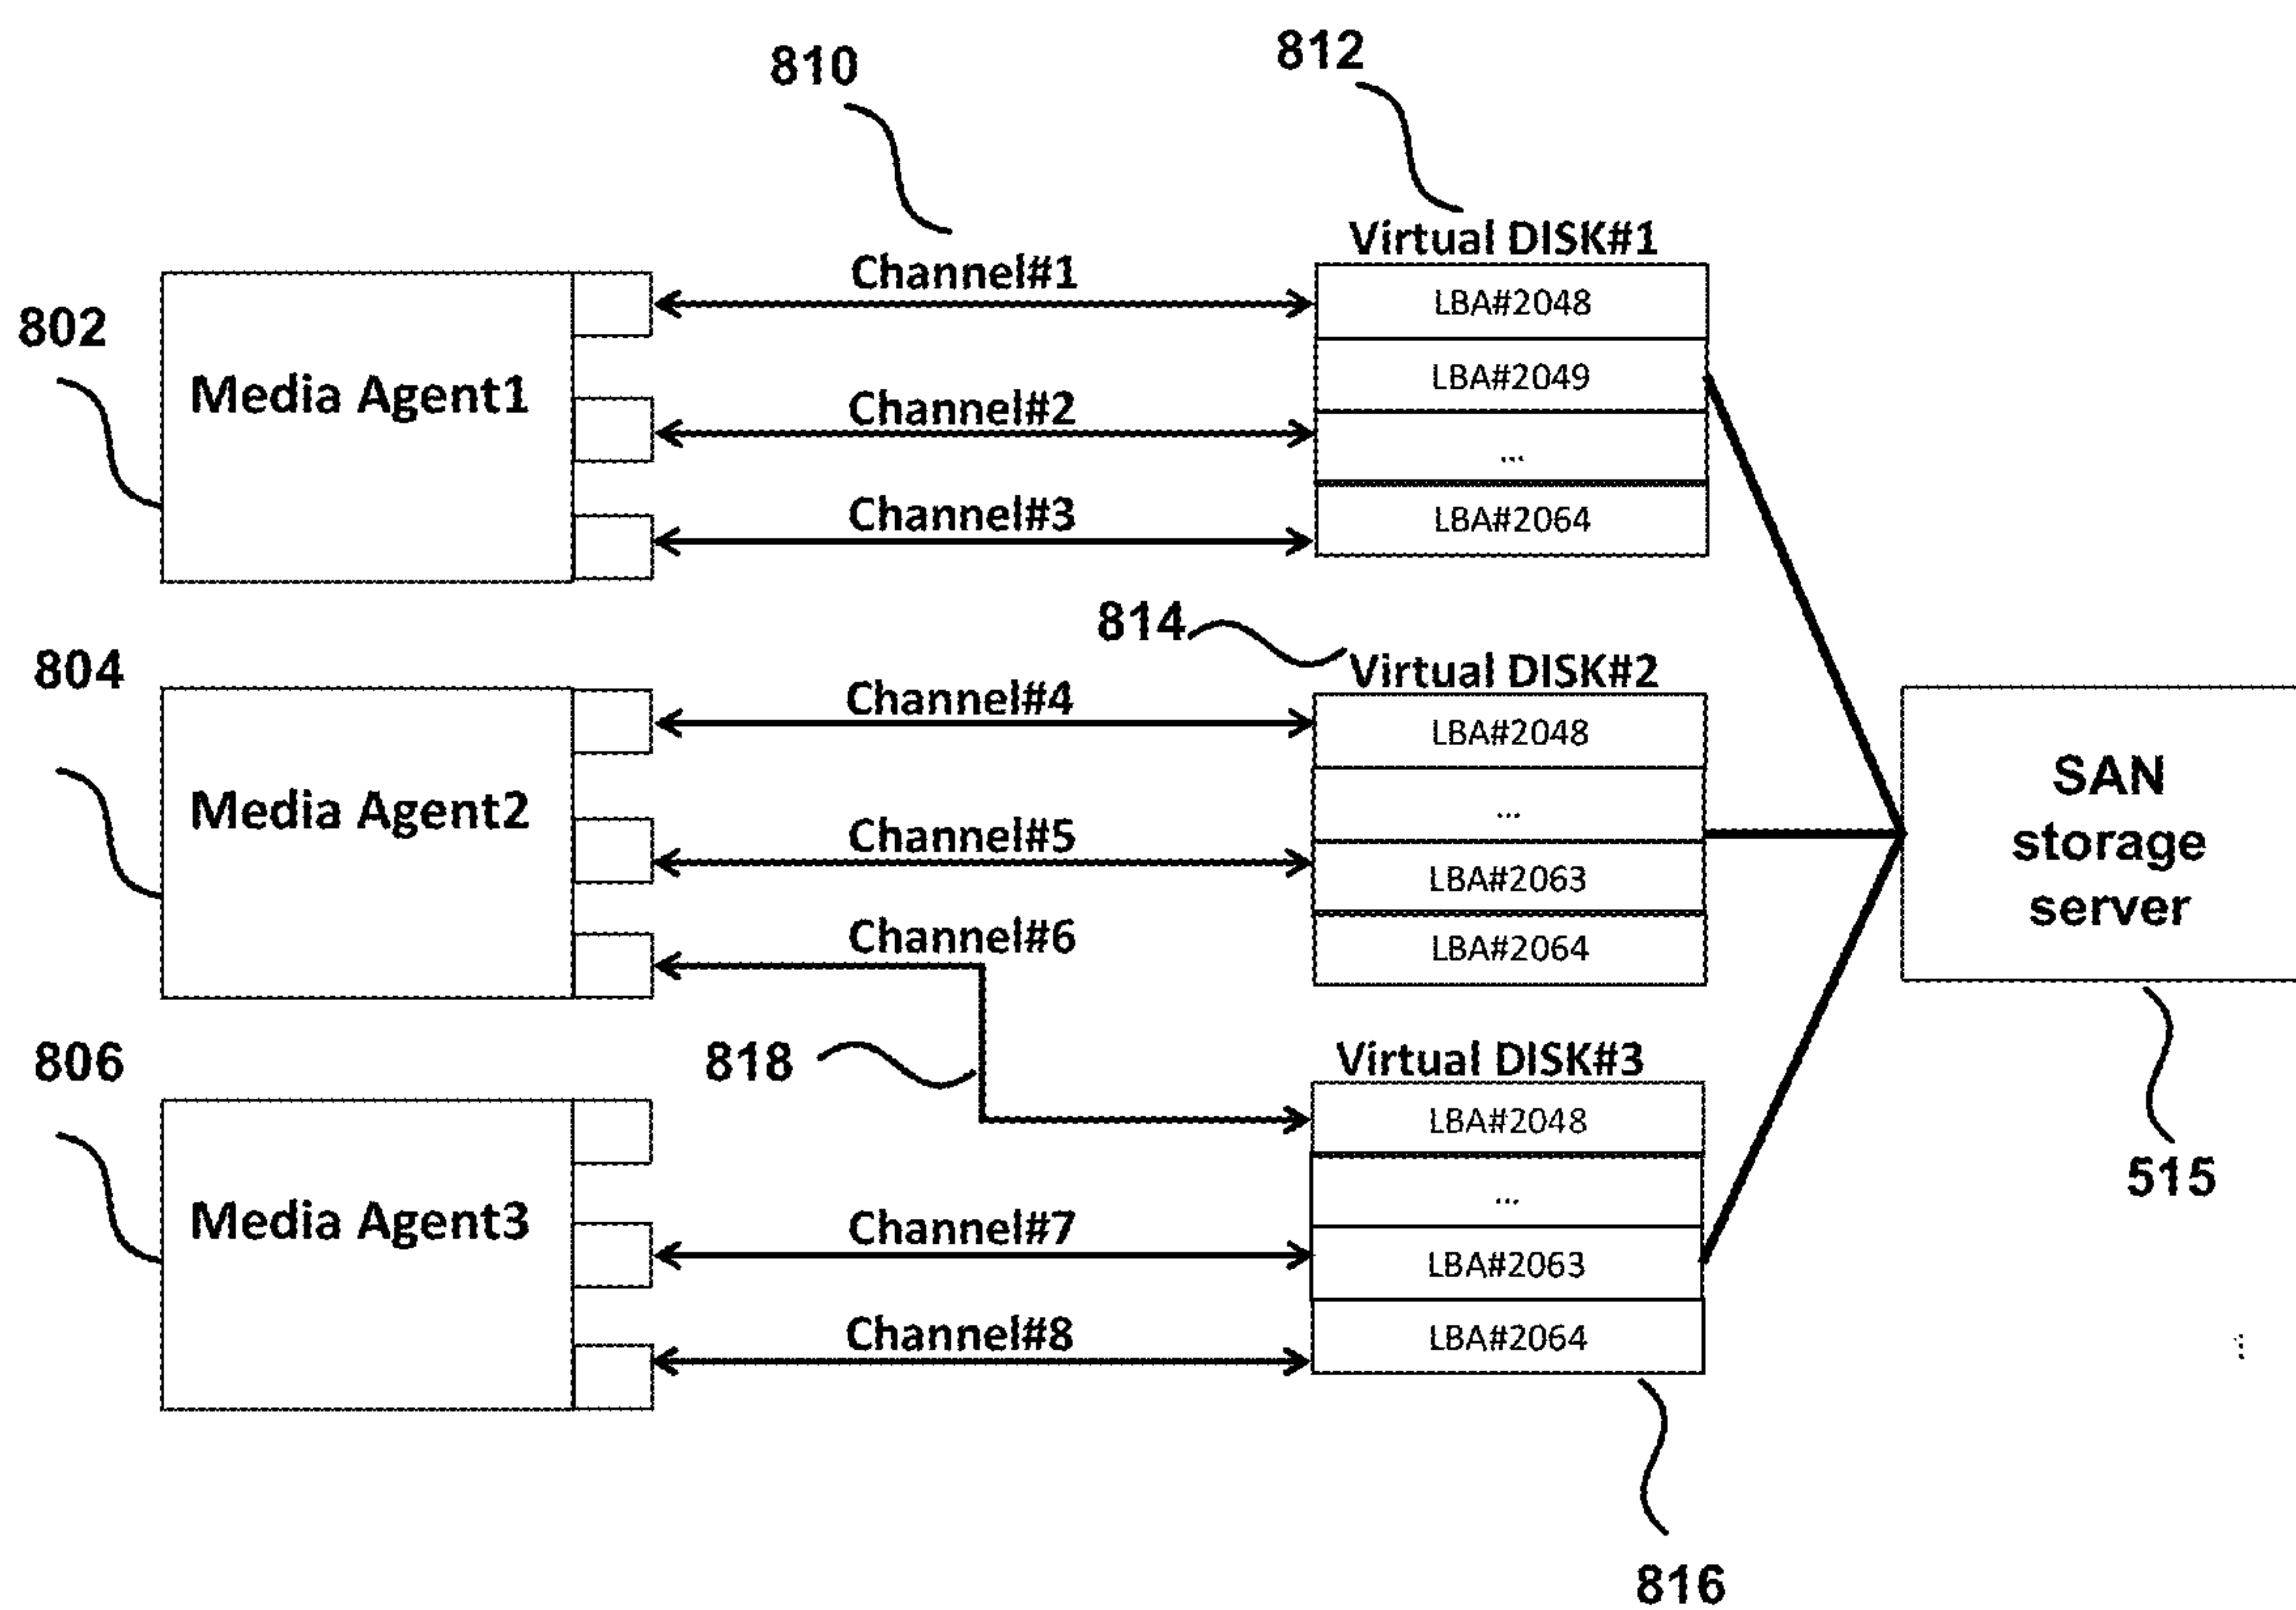 810
812
Virtual DISK#1
Channel#1
LBA#2048
802
LBA#2049
Media Agent1
Channel#2
...
Channel#3
LBA#2064
814
804
Virtual DISK#2
Channel#4
LBA#2048
SAN
storage
server
Media Agent2
...
Channel#5
LBA#2063
Channel#6
LBA#2064
806
818
Virtual DISK#3
LBA#2048
515
...
Media Agent3
Channel#7
LBA#2063
Channel#8
LBA#2064
816